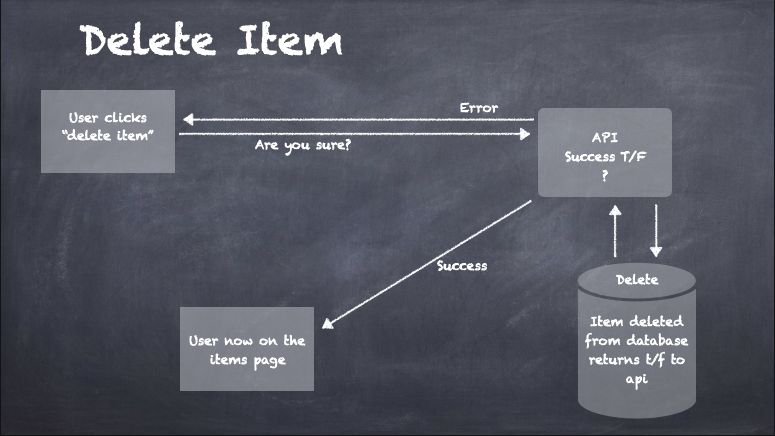 Delete Item
User clicks
"delete item"
Error
Are you sure?
API
Success T/F
?
Success
Delete
Item deleted
from database
returns t/f to
api
User now on the
items page